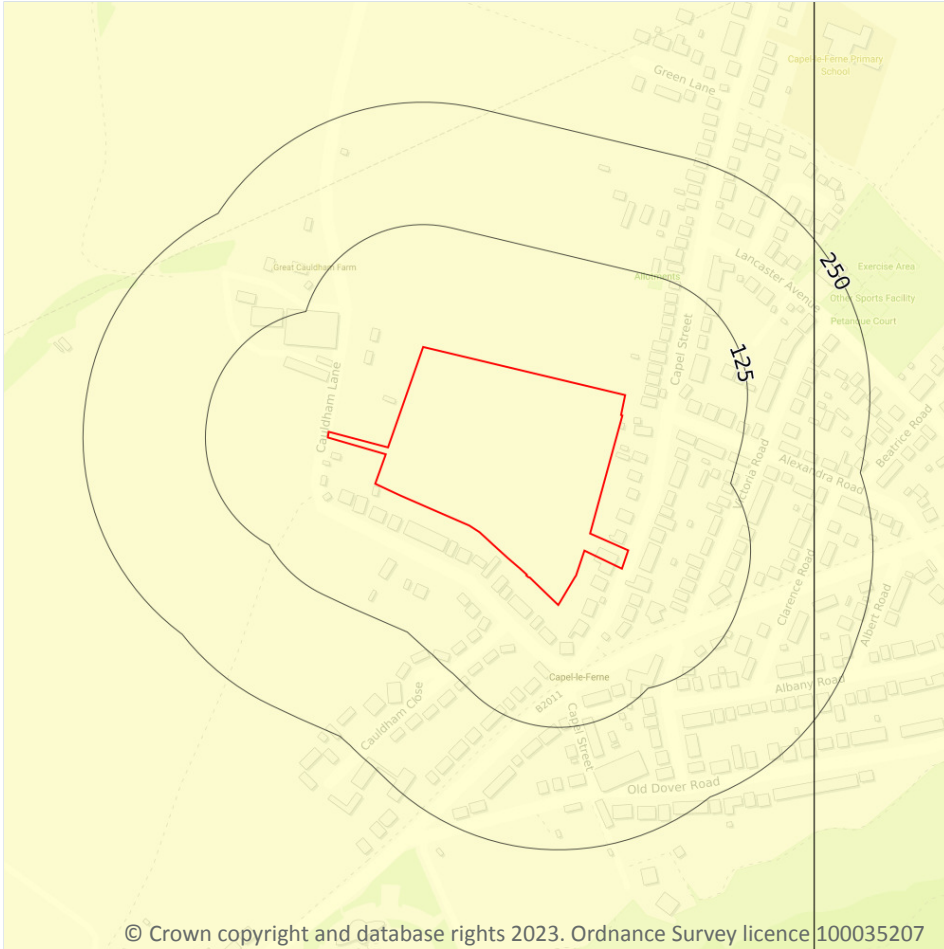 Capel-le-Ferne Primary
School
Green Lane
Lancaster Avenue
250
Exercise Area
Great Cauldham Farm
Allotments
Other Sports Facility
Petanque Court
125
Capel Street
Cauldham Lane
Beatrice Road
Victoria Road
Alexandra Road
Clarence Road
Albert Road
Capel-le-Ferne
Albany Road
B2011
Cauldham Close
Capel Street
Old Dover Road
© Crown copyright and database rights 2023. Ordnance Survey licence 100035207